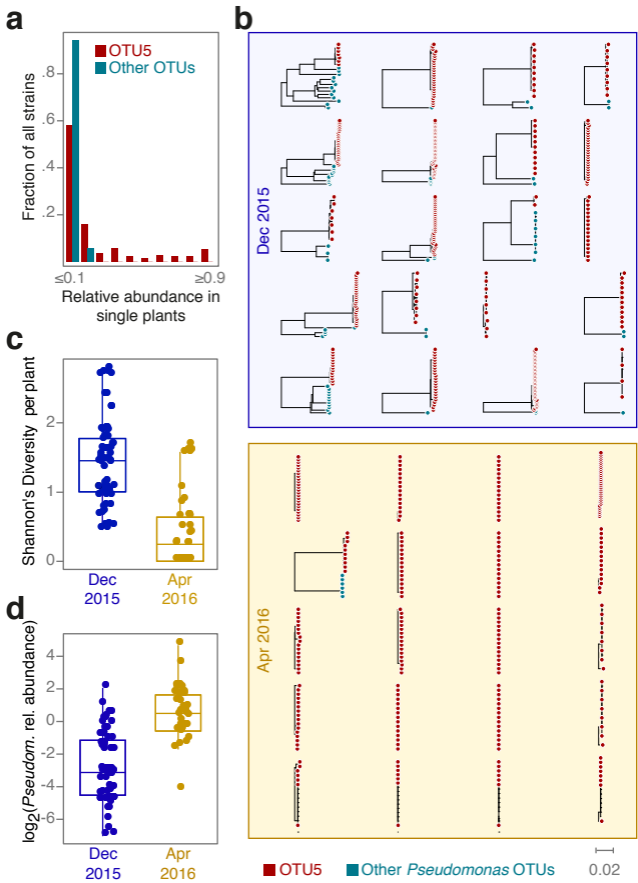 a
OTU5
Other OTUs
Fraction of all strains
.8
.6
.4
.2
≤0.1
≥0.9
Relative abundance in
single plants
b
Dec 2015
c
Shannon's Diversity per plant
2
1
0
Dec
2015
Apr
2016
d
log2(Pseudom. rel. abundance)
4
2
0
-2
-4
-6
Dec
2015
Apr
2016
Apr 2016
OTU5
Other Pseudomonas OTUs
0.02